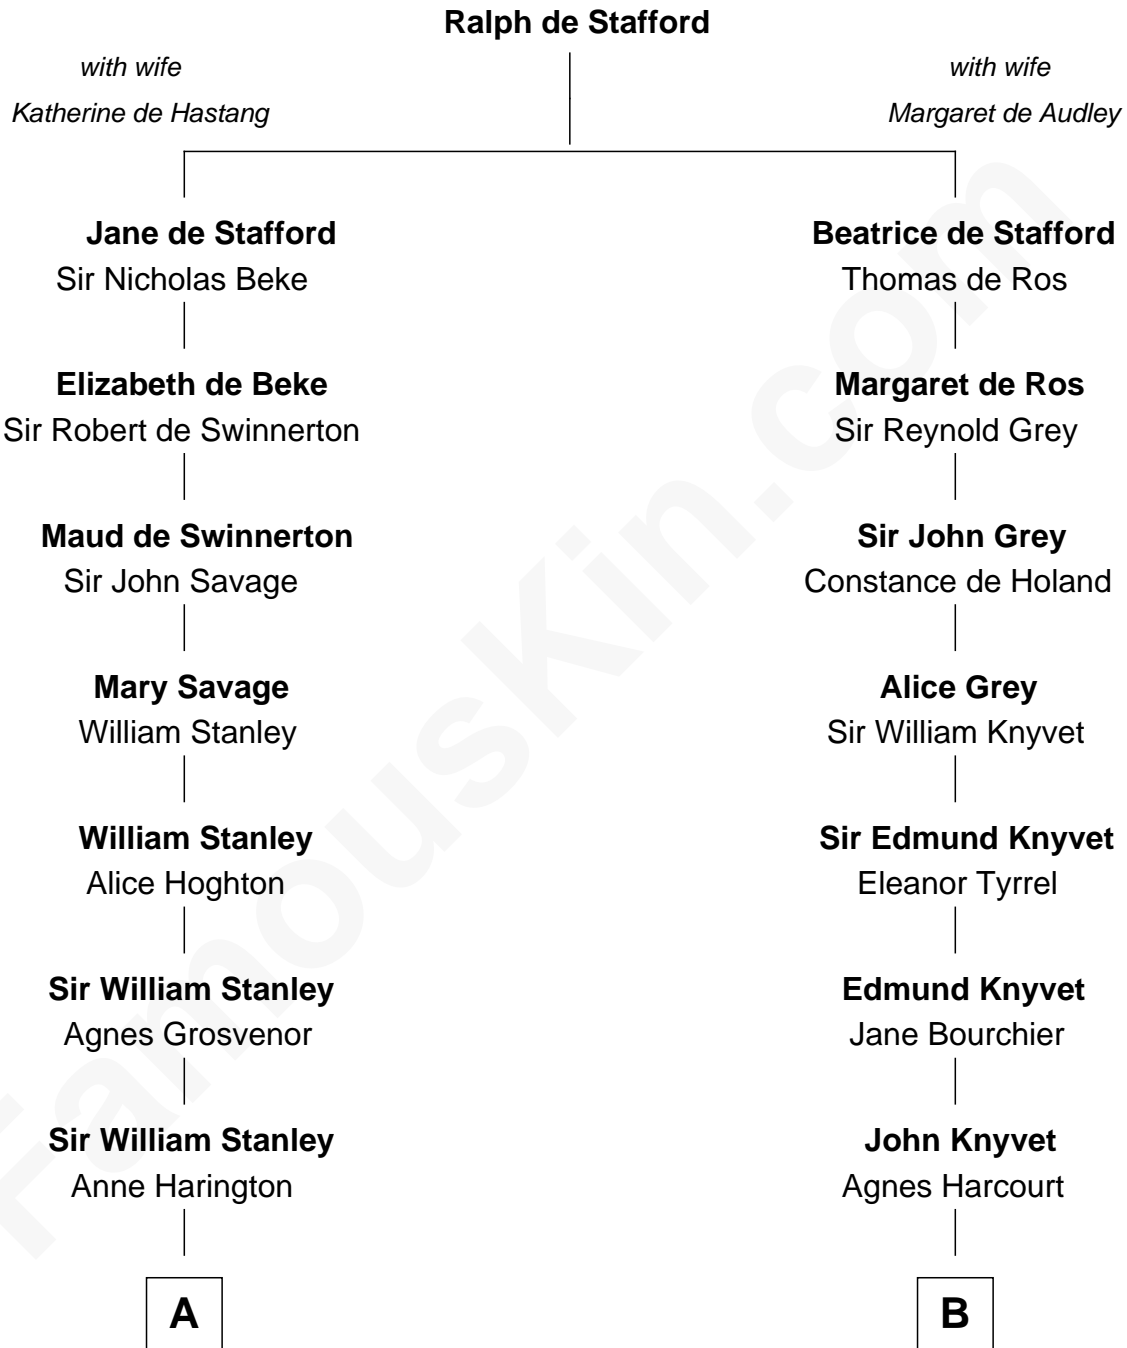 Ralph de Stafford
with wife
Katherine de Hastang
with wife
Margaret de Audley
Jane de Stafford
Sir Nicholas Beke
Beatrice de Stafford
Thomas de Ros
Elizabeth de Beke
Sir Robert de Swinnerton
Margaret de Ros
Sir Reynold Grey
Maud de Swinnerton
Sir John Savage
Sir John Grey
Constance de Holand
Mary Savage
William Stanley
Alice Grey
Sir William Knyvet
William Stanley
Alice Hoghton
Sir Edmund Knyvet
Eleanor Tyrrel
Sir William Stanley
Agnes Grosvenor
Edmund Knyvet
Jane Bourchier
Sir William Stanley
Anne Harington
John Knyvet
Agnes Harcourt
A
B
FamousKin.com